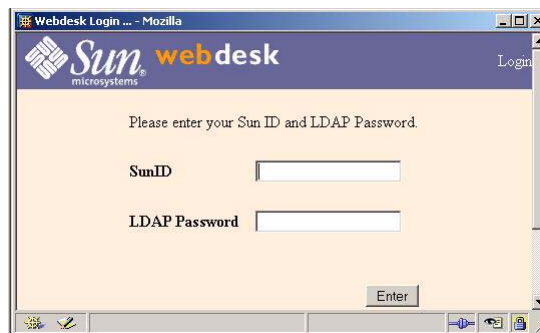 Webdesk Login ... - Mozilla
Sun webdesk
microsystems
Login
Please enter your Sun ID and LDAP Password.
SunID
LDAP Password
Enter